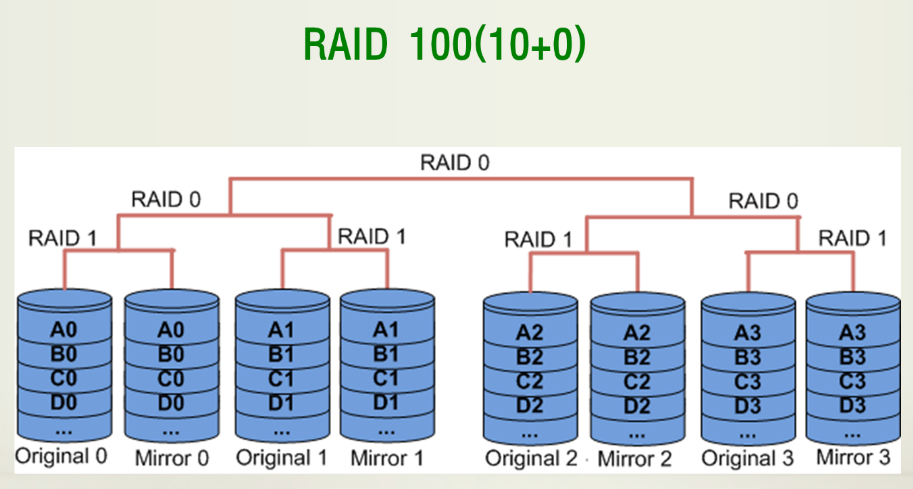 RAID 100(10+0)
RAID 0
RAID 0 RAID 0
RAID 1 RAID 1 RAID 1 RAID 1
A0 A0 A1 A1 A2 A2 A3 A3
B0 B0 B1 B1 B2 B2 B3 B3
C0 C0 C1 C1 C2 C2 C3 C3
D0 D0 D1 D1 D2 D2 D3 D3
... ... ... ... ... ... ... ...
Original 0 Mirror 0 Original 1 Mirror 1 Original 2 Mirror 2 Original 3 Mirror 3